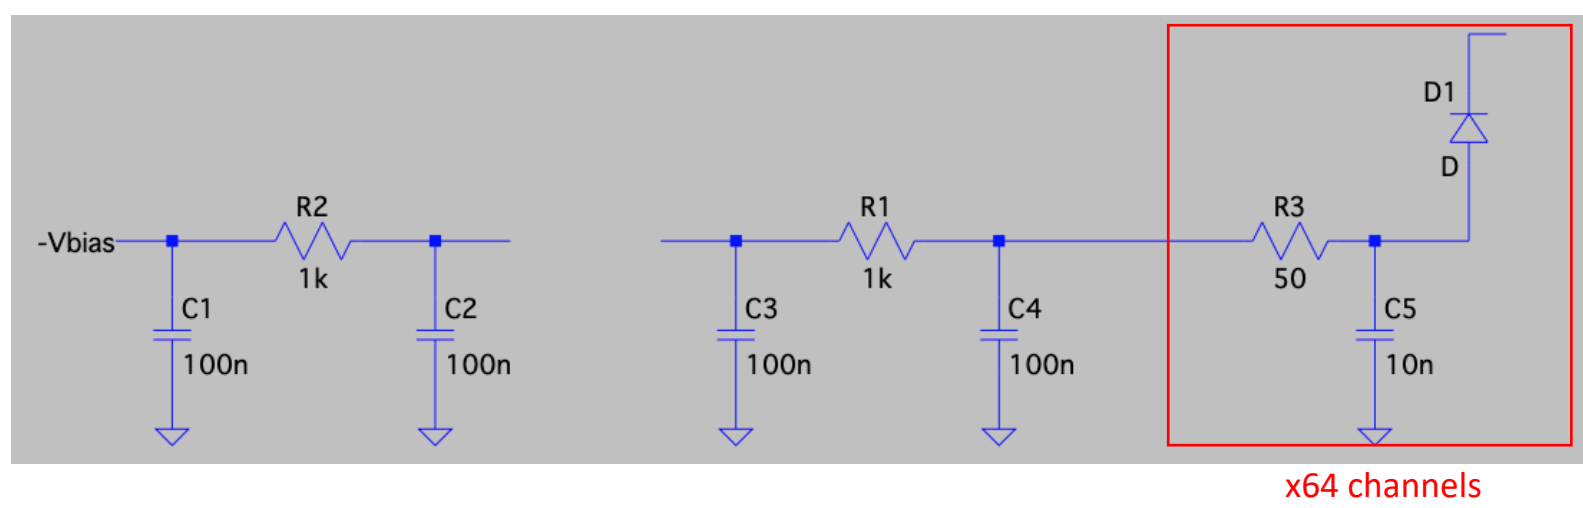 D1
D
R2
R1
R3
-Vbias
1k
1k
50
C1
C2
C3
C4
C5
100n
100n
100n
100n
10n
x64 channels